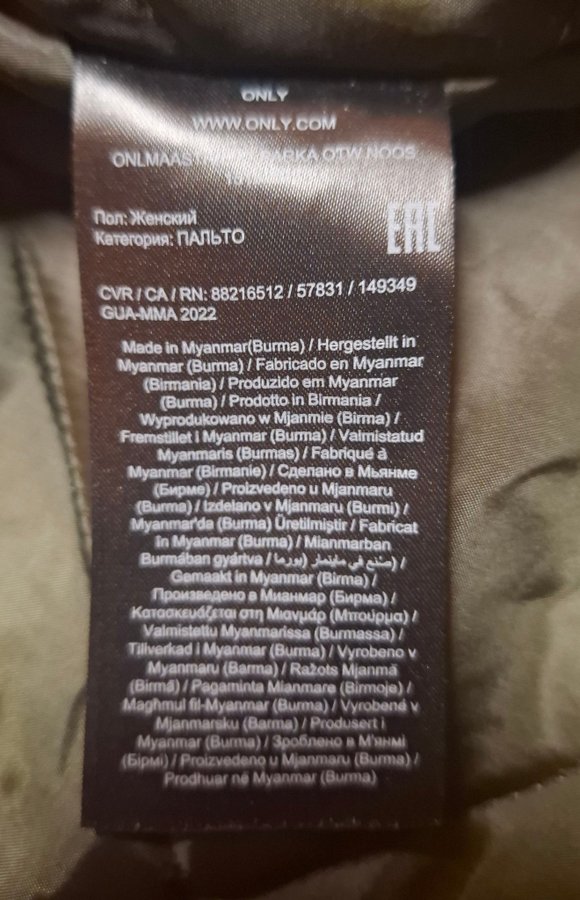 ONLY
WWW.ONLY.COM
ONLMAAS PARKA OTW NOOS
Пол: Женский
Категория: ПАЛЬТО
EAC
CVR / CA / RN: 88216512 / 57831 / 149349
GUA-MMA 2022
Made in Myanmar(Burma) / Hergestellt in
Myanmar (Burma) / Fabricado en Myanmar
(Birmania) / Produzido em Myanmar
(Burma) / Prodotto in Birmania /
Wyprodukowano w Mjanmie (Birma) /
Fremstillet i Myanmar (Burma) / Valmistatud
Myanmaris (Burmas) / Fabriqué à
Myanmar (Birmanie) / Сделано в Мьянме
(Бирме) / Proizvedeno u Mjanmaru
(Burma) / Izdelano v Mjanmaru (Burmi) /
Myanmar'da (Burma) Üretilmiştir / Fabricat
în Myanmar (Burma) / Mianmarban
Burmában gyártva / صنع في ماينمار (بورما) /
Gemaakt in Myanmar (Birma) /
Произведено в Мианмар (Бирма) /
Κατασκευάζεται στη Μιανμάρ (Μπούρμα) /
Valmistettu Myanmarissa (Burmassa) /
Tillverkad i Myanmar (Burma) / Vyrobeno v
Myanmaru (Barma) / Ražots Mjanmā
(Birmā) / Pagaminta Mianmare (Birmoje) /
Magħmul fil-Myanmar (Burma) / Vyrobené v
Mjanmarsku (Barma) / Produsert i
Myanmar (Burma) / Зроблено в М'янмі
(Бірмі) / Proizvedeno u Mjanmaru (Burma) /
Prodhuar në Myanmar (Burma)